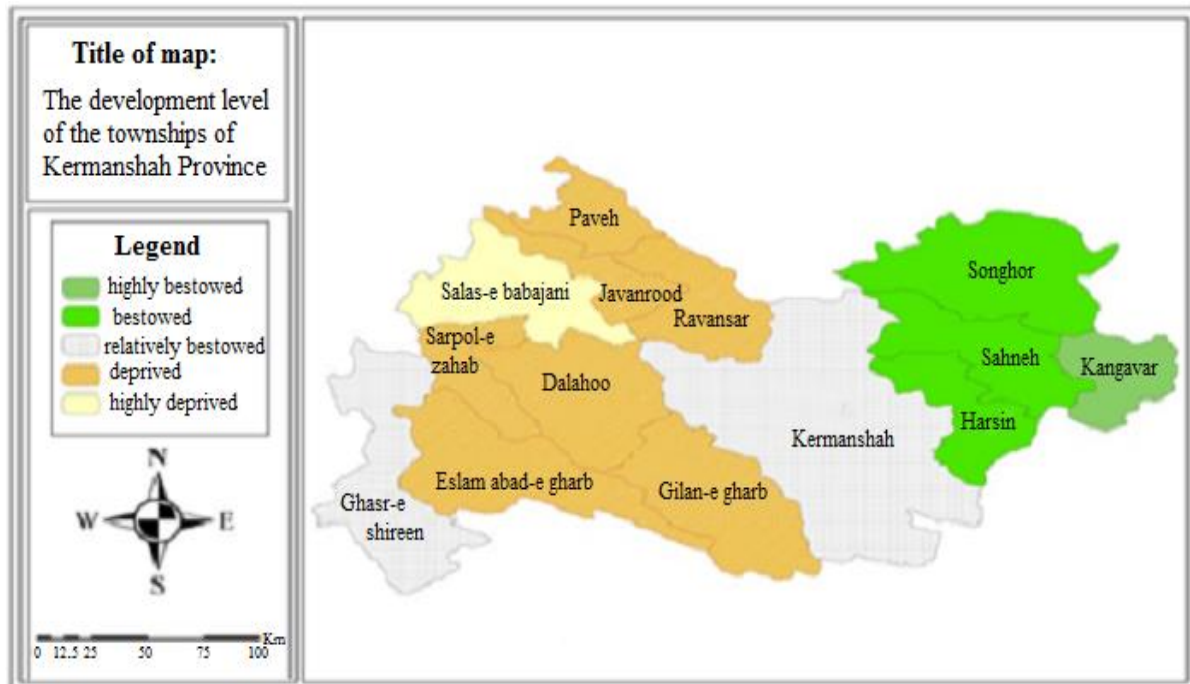 Title of map:
The development level
of the townships of
Kermanshah Province
Legend
highly bestowed
bestowed
relatively bestowed
deprived
highly deprived
N
W
E
S
Km
0 12.5 25 50 75 100
Paveh
Salas-e babajani
Javanrood
Ravansar
Sarpol-e
zahab
Dalahoo
Eslam abad-e gharb
Gilan-e gharb
Ghasr-e
shireen
Kermanshah
Songhor
Sahneh
Kangavar
Harsin